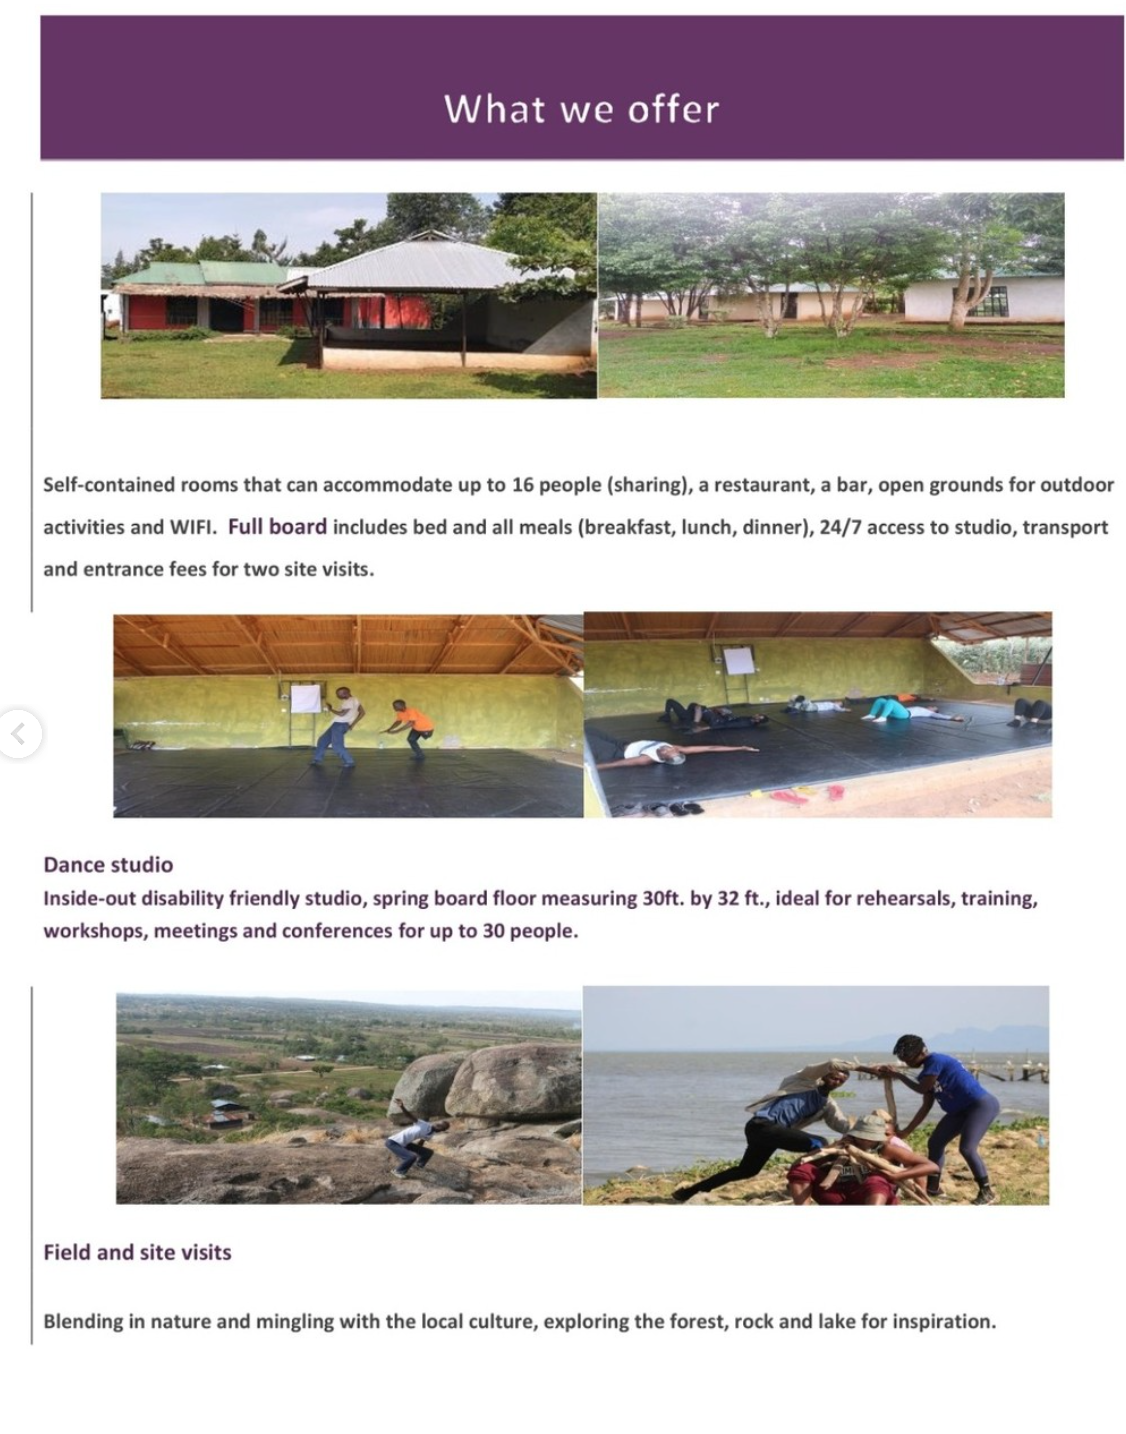 What we offer
Self-contained rooms that can accommodate up to 16 people (sharing), a restaurant, a bar, open grounds for outdoor
activities and WIFI.  Full board includes bed and all meals (breakfast, lunch, dinner), 24/7 access to studio, transport
and entrance fees for two site visits.
Dance studio
Inside-out disability friendly studio, spring board floor measuring 30ft. by 32 ft., ideal for rehearsals, training,
workshops, meetings and conferences for up to 30 people.
Field and site visits
Blending in nature and mingling with the local culture, exploring the forest, rock and lake for inspiration.